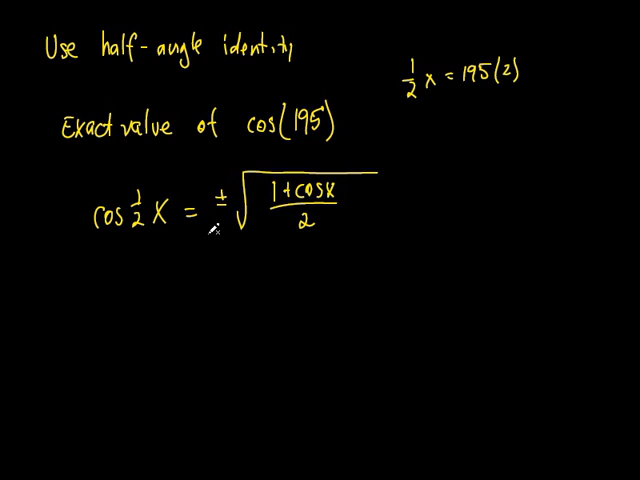 Use half-angle identity
1/2 x = 195(2)
Exact value of cos(195)
cos 1/2 x = ± √((1 + cos x)/2)